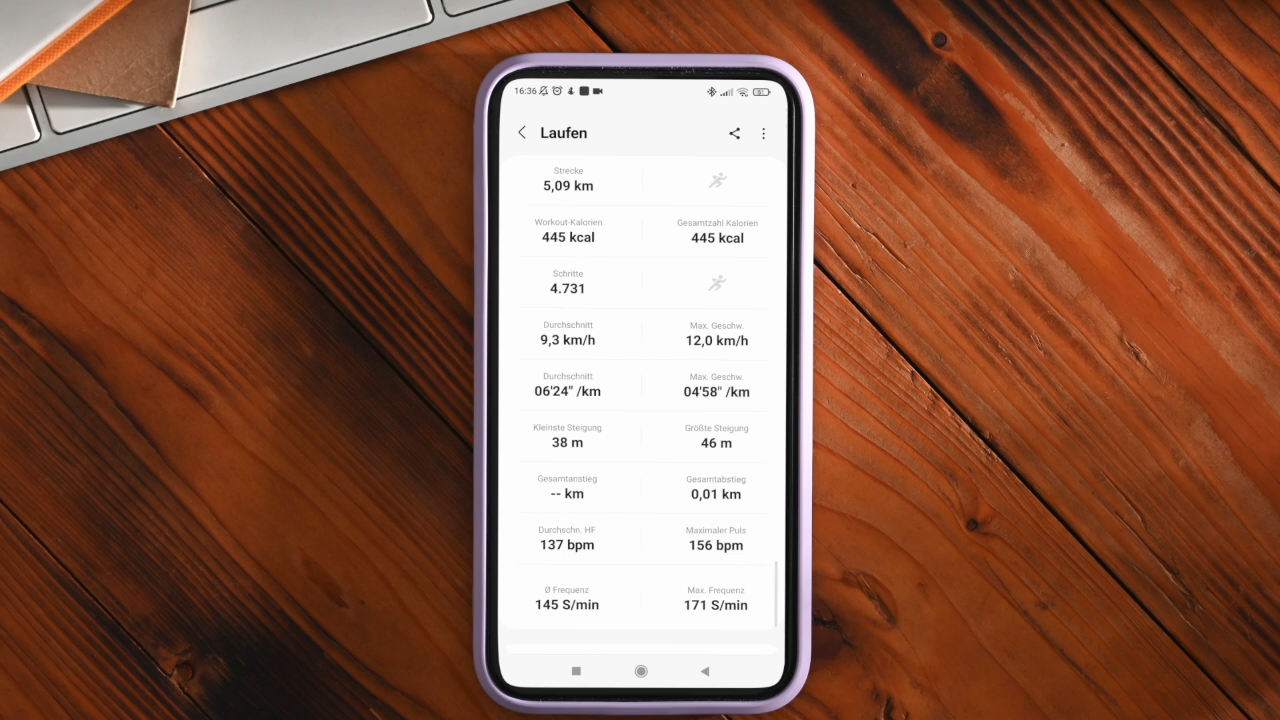 16:36
61
Laufen
Strecke
5,09 km
Workout-Kalorien Gesamtzahl Kalorien
445 kcal 445 kcal
Schritte
4.731
Durchschnitt Max. Geschw.
9,3 km/h 12,0 km/h
Durchschnitt Max. Geschw.
06'24" /km 04'58" /km
Kleinste Steigung Größte Steigung
38 m 46 m
Gesamtanstieg Gesamtabstieg
-- km 0,01 km
Durchschn. HF Maximaler Puls
137 bpm 156 bpm
Ø Frequenz Max. Frequenz
145 S/min 171 S/min